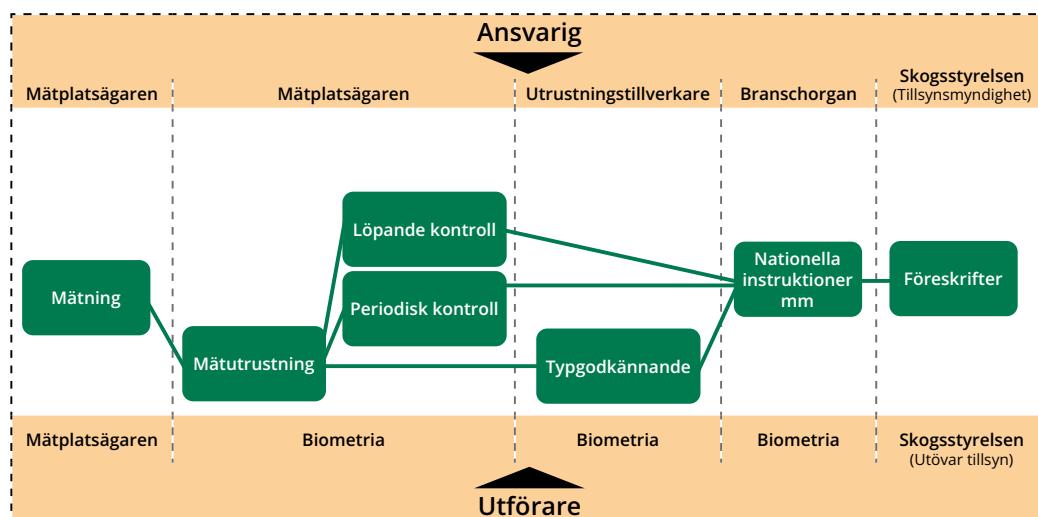 Ansvarig
Mätplatsägaren
Mätplatsägaren
Utrustningstillverkare
Branschorgan
Skogsstyrelsen
(Tillsynsmyndighet)
Löpande kontroll
Mätning
Periodisk kontroll
Mätutrustning
Typgodkännande
Nationella
instruktioner
mm
Föreskrifter
Mätplatsägaren
Biometria
Biometria
Biometria
Skogsstyrelsen
(Utövar tillsyn)
Utförare